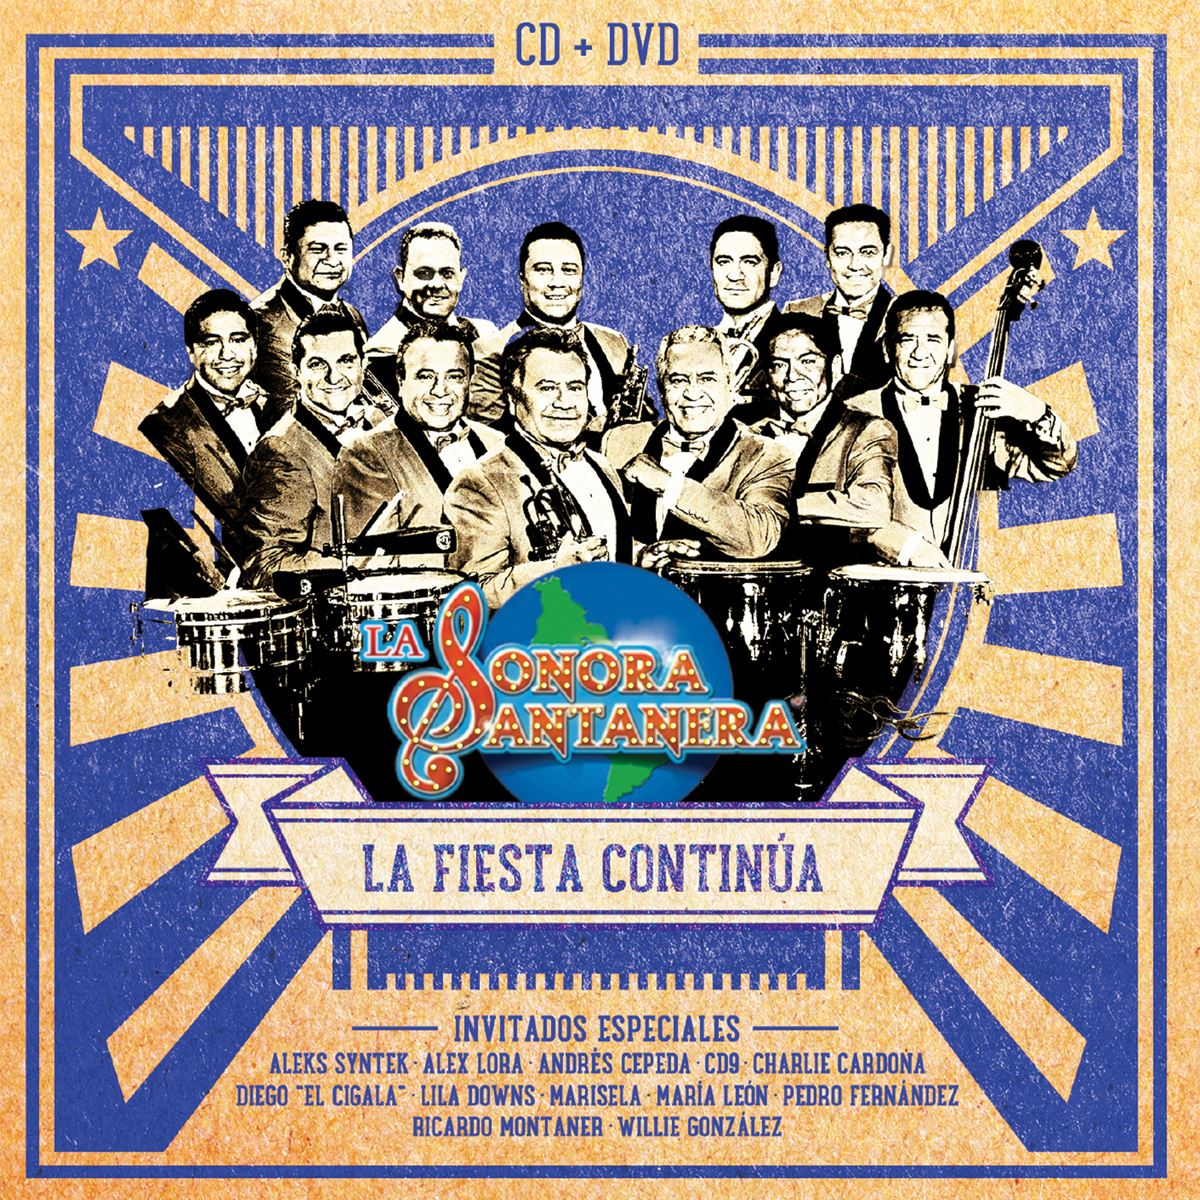 CD + DVD
LA SONORA
SANTANERA
LA FIESTA CONTINÚA
INVITADOS ESPECIALES
ALEKS SYNTEK · ALEX LORA · ANDRÉS CEPEDA · CD9 · CHARLIE CARDONA
DIEGO "EL CIGALA" · LILA DOWNS · MARISELA · MARÍA LEÓN · PEDRO FERNÁNDEZ
RICARDO MONTANER · WILLIE GONZÁLEZ